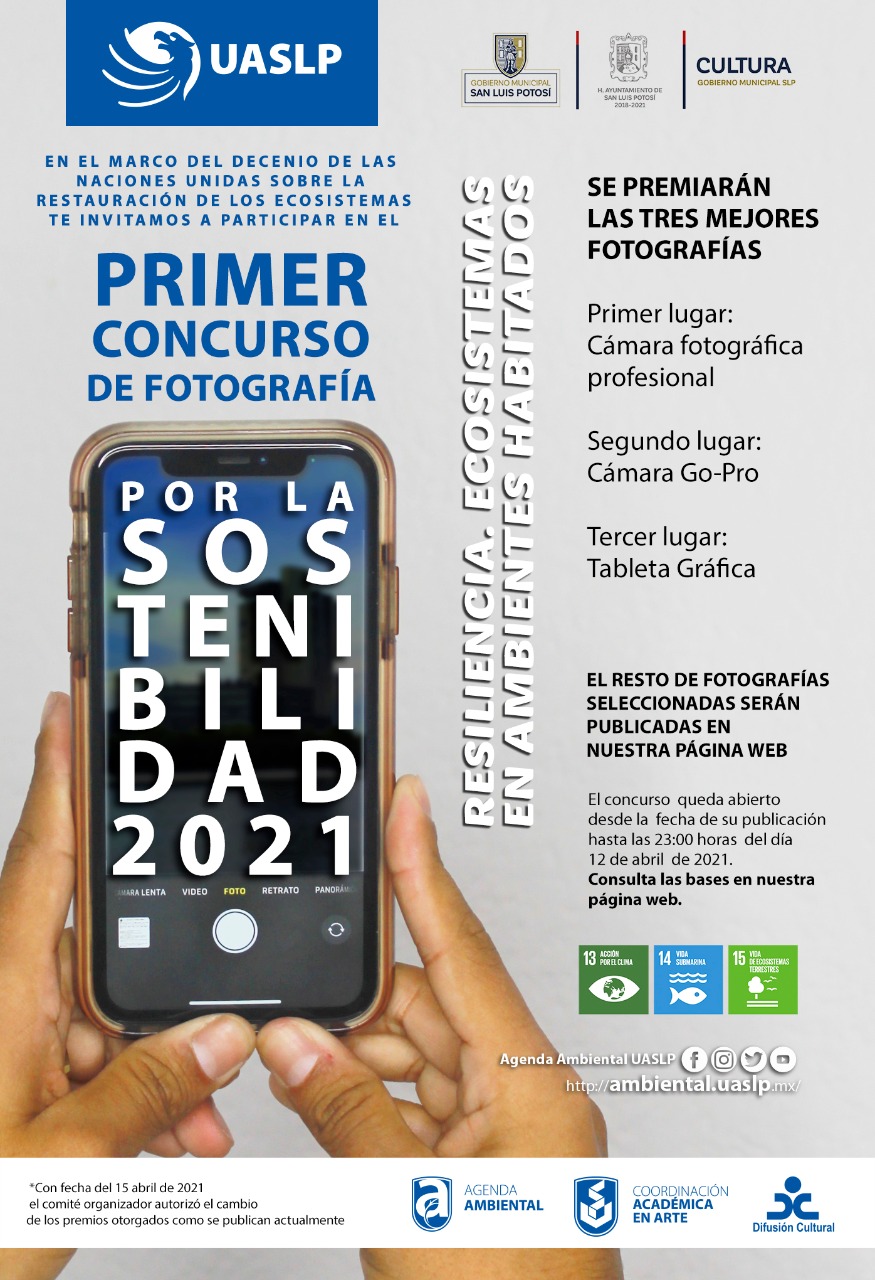 UASLP
GOBIERNO MUNICIPAL
SAN LUIS POTOSÍ
H. AYUNTAMIENTO DE
SAN LUIS POTOSÍ
2018-2021
CULTURA
GOBIERNO MUNICIPAL SLP
EN EL MARCO DEL DECENIO DE LAS
NACIONES UNIDAS SOBRE LA
RESTAURACIÓN DE LOS ECOSISTEMAS
TE INVITAMOS A PARTICIPAR EN EL
PRIMER
CONCURSO
DE FOTOGRAFÍA
POR LA
SOS
TENI
BILI
DAD
2021
AMARA LENTA VIDEO FOTO RETRATO PANORÁM
RESILIENCIA. ECOSISTEMAS
EN AMBIENTES HABITADOS
SE PREMIARÁN
LAS TRES MEJORES
FOTOGRAFÍAS
Primer lugar:
Cámara fotográfica
profesional
Segundo lugar:
Cámara Go-Pro
Tercer lugar:
Tableta Gráfica
EL RESTO DE FOTOGRAFÍAS
SELECCIONADAS SERÁN
PUBLICADAS EN
NUESTRA PÁGINA WEB
El concurso queda abierto
desde la fecha de su publicación
hasta las 23:00 horas del día
12 de abril de 2021.
Consulta las bases en nuestra
página web.
13 ACCIÓN
POR EL CLIMA
14 VIDA
SUBMARINA
15 VIDA
DE ECOSISTEMAS
TERRESTRES
Agenda Ambiental UASLP
http://ambiental.uaslp.mx/
*Con fecha del 15 abril de 2021
el comité organizador autorizó el cambio
de los premios otorgados como se publican actualmente
AGENDA
AMBIENTAL
COORDINACIÓN
ACADÉMICA
EN ARTE
Difusión Cultural